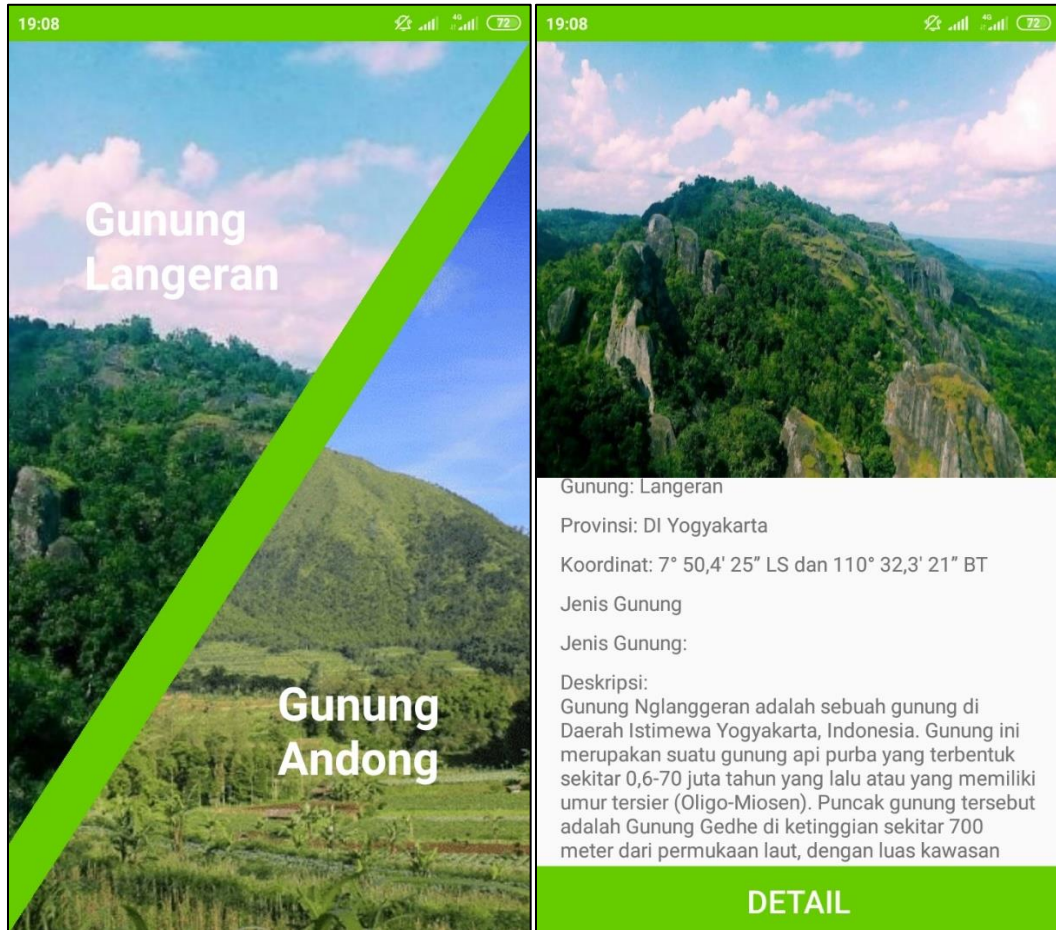 19:08
4G
72
Gunung
Langeran
Gunung
Andong
19:08
4G
72
Gunung: Langeran
Provinsi: DI Yogyakarta
Koordinat: 7° 50,4' 25” LS dan 110° 32,3' 21” BT
Jenis Gunung
Jenis Gunung:
Deskripsi:
Gunung Nglanggeran adalah sebuah gunung di
Daerah Istimewa Yogyakarta, Indonesia. Gunung ini
merupakan suatu gunung api purba yang terbentuk
sekitar 0,6-70 juta tahun yang lalu atau yang memiliki
umur tersier (Oligo-Miosen). Puncak gunung tersebut
adalah Gunung Gedhe di ketinggian sekitar 700
meter dari permukaan laut, dengan luas kawasan
DETAIL